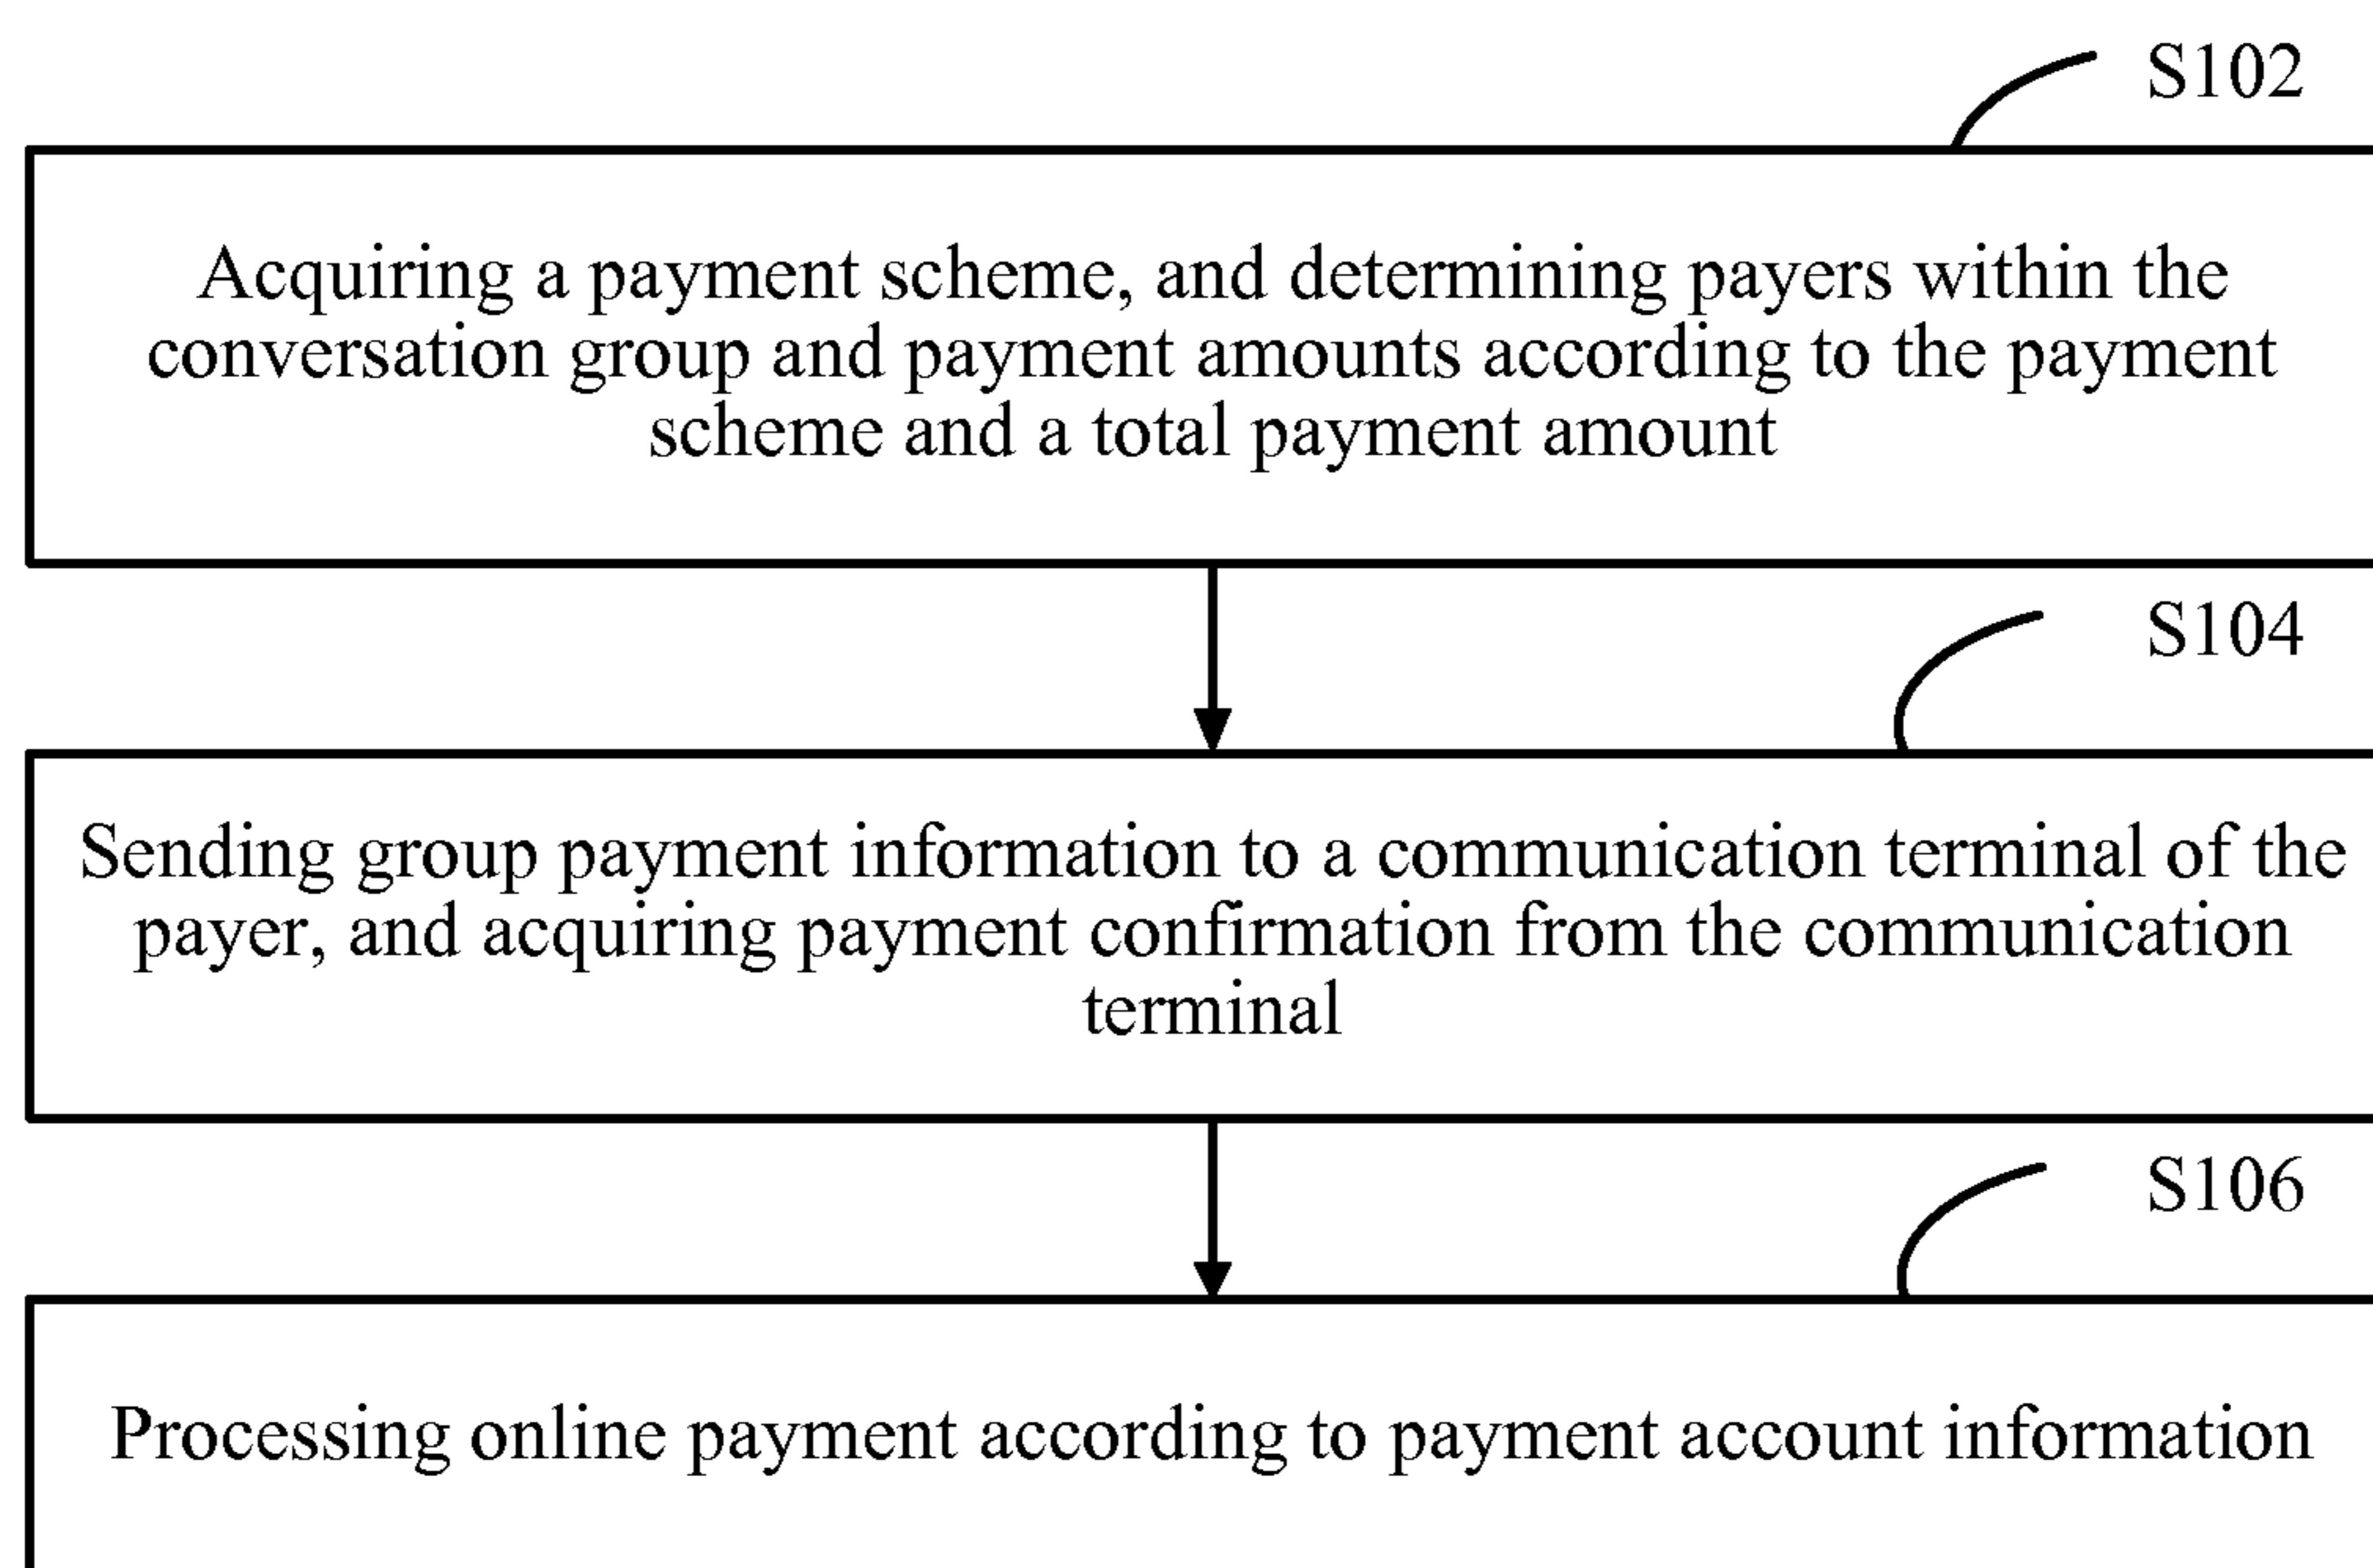 S102
Acquiring a payment scheme, and determining payers within the
conversation group and payment amounts according to the payment
scheme and a total payment amount
S104
Sending group payment information to a communication terminal of the
payer, and acquiring payment confirmation from the communication
terminal
S106
Processing online payment according to payment account information